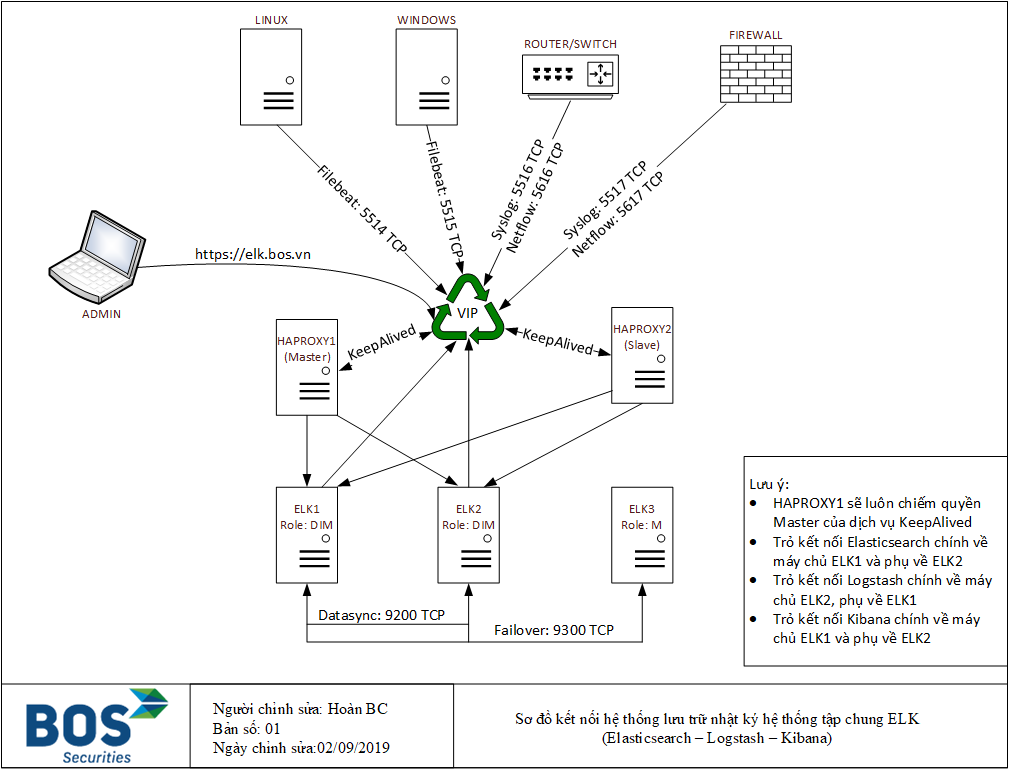 LINUX
WINDOWS
ROUTER/SWITCH
FIREWALL
Filebeat: 5514 TCP
Filebeat: 5515 TCP
Syslog: 5516 TCP
Netflow: 5616 TCP
Syslog: 5517 TCP
Netflow: 5617 TCP
https://elk.bos.vn
ADMIN
VIP
HAPROXY1
(Master)
KeepAlived
KeepAlived
HAPROXY2
(Slave)
ELK1
Role: DIM
ELK2
Role: DIM
ELK3
Role: M
Datasync: 9200 TCP
Failover: 9300 TCP
Lưu ý:
● HAPROXY1 sẽ luôn chiếm quyền
Master của dịch vụ KeepAlived
● Trỏ kết nối Elasticsearch chính về
máy chủ ELK1 và phụ về ELK2
● Trỏ kết nối Logstash chính về máy
chủ ELK2, phụ về ELK1
● Trỏ kết nối Kibana chính về máy
chủ ELK1 và phụ về ELK2
BOS
Securities
Người chỉnh sửa: Hoàn BC
Bản số: 01
Ngày chỉnh sửa:02/09/2019
Sơ đồ kết nối hệ thống lưu trữ nhật ký hệ thống tập chung ELK
(Elasticsearch – Logstash – Kibana)